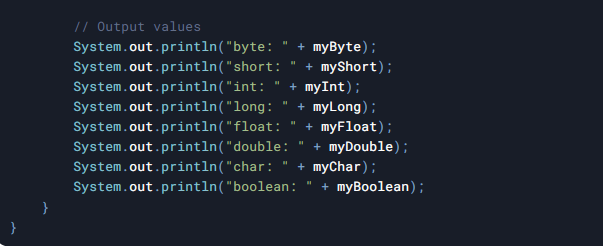 // Output values
System.out.println("byte: " + myByte);
System.out.println("short: " + myShort);
System.out.println("int: " + myInt);
System.out.println("long: " + myLong);
System.out.println("float: " + myFloat);
System.out.println("double: " + myDouble);
System.out.println("char: " + myChar);
System.out.println("boolean: " + myBoolean);
}
}